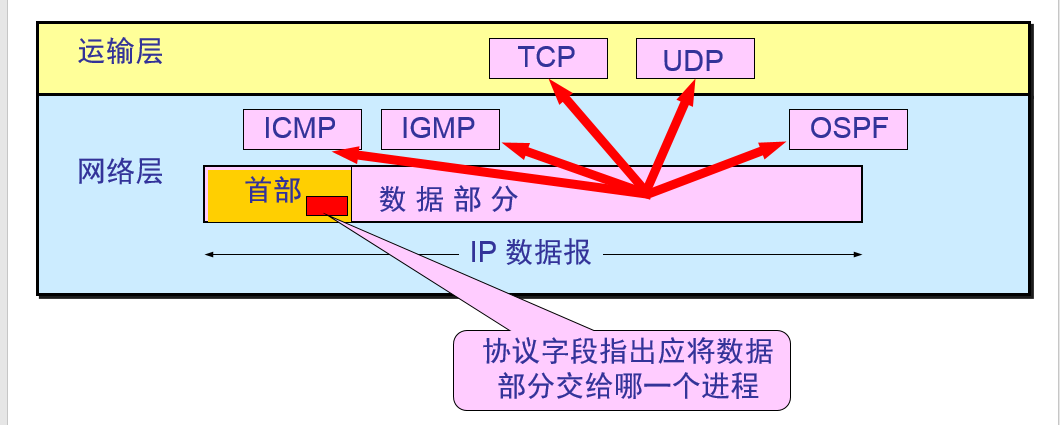 运输层
TCP
UDP
ICMP
IGMP
OSPF
网络层
首部
数 据 部 分
IP 数据报
协议字段指出应将数据
部分交给哪一个进程